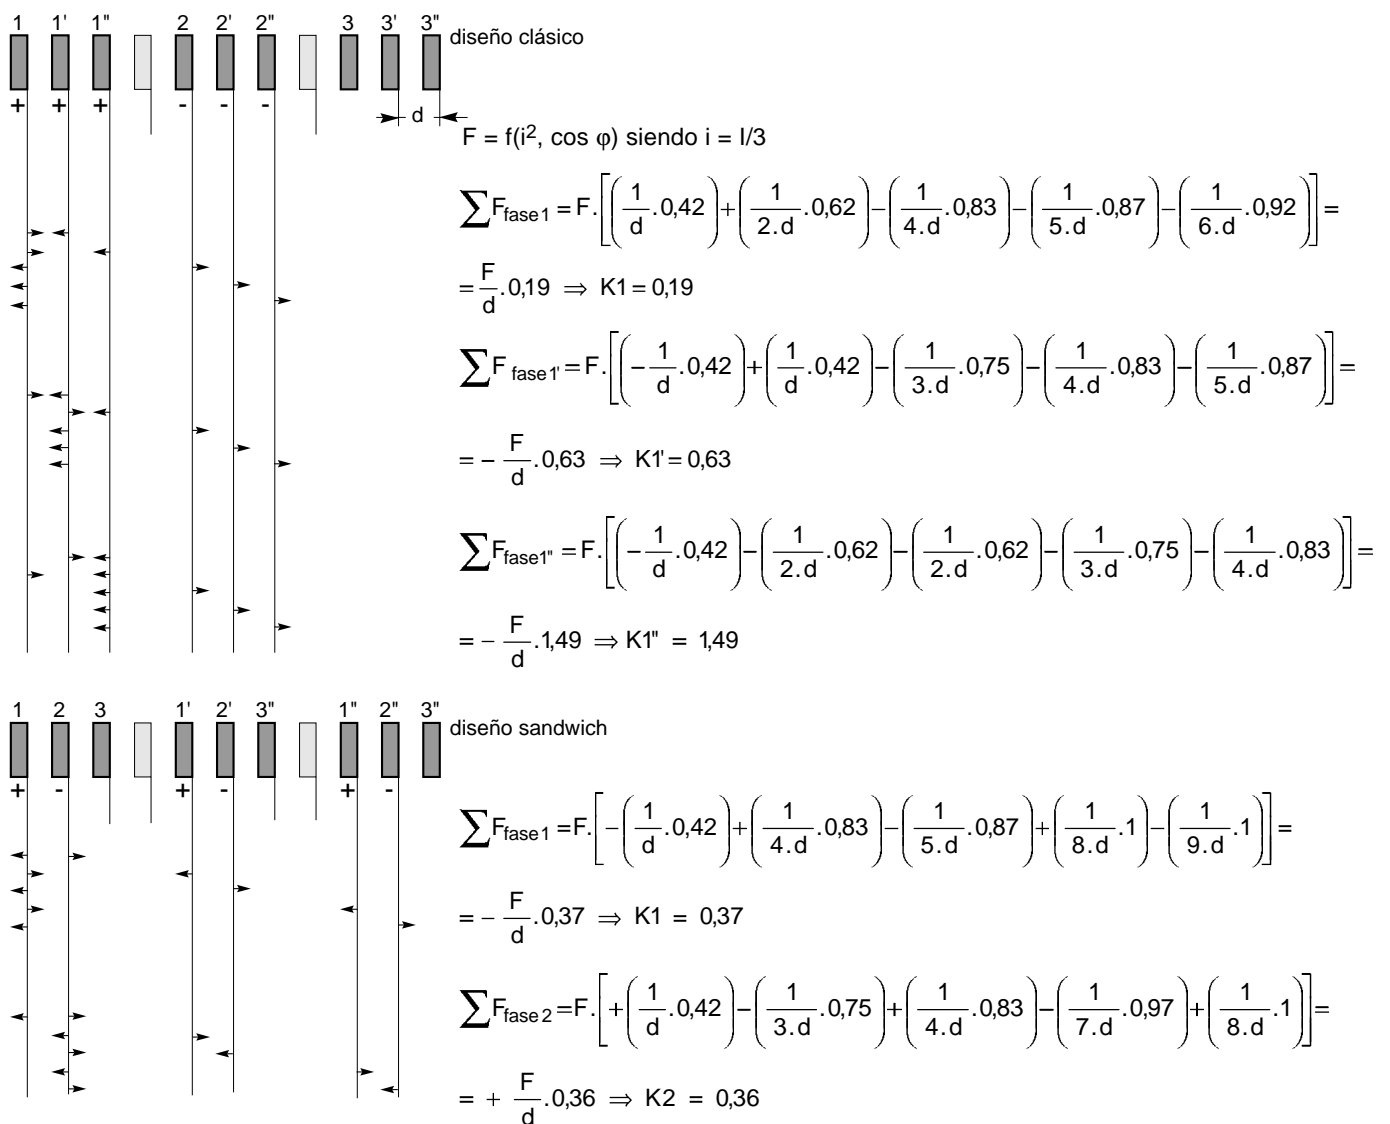 1 1' 1" 2 2' 2" 3 3' 3"
diseño clásico
+ + + - - -
d
F = f(i², cos φ) siendo i = I/3
∑F_fase1 = F.[(1/d . 0,42) + (1/2.d . 0,62) − (1/4.d . 0,83) − (1/5.d . 0,87) − (1/6.d . 0,92)] =
= F/d . 0,19 ⇒ K1 = 0,19
∑F_fase1' = F.[(−1/d . 0,42) + (1/d . 0,42) − (1/3.d . 0,75) − (1/4.d . 0,83) − (1/5.d . 0,87)] =
= − F/d . 0,63 ⇒ K1' = 0,63
∑F_fase1" = F.[(−1/d . 0,42) − (1/2.d . 0,62) − (1/2.d . 0,62) − (1/3.d . 0,75) − (1/4.d . 0,83)] =
= − F/d . 1,49 ⇒ K1" = 1,49
1 2 3 1' 2' 3" 1" 2" 3"
diseño sandwich
+ - + - + -
∑F_fase1 = F.[−(1/d . 0,42) + (1/4.d . 0,83) − (1/5.d . 0,87) + (1/8.d . 1) − (1/9.d . 1)] =
= − F/d . 0,37 ⇒ K1 = 0,37
∑F_fase2 = F.[+(1/d . 0,42) − (1/3.d . 0,75) + (1/4.d . 0,83) − (1/7.d . 0,97) + (1/8.d . 1)] =
= + F/d . 0,36 ⇒ K2 = 0,36